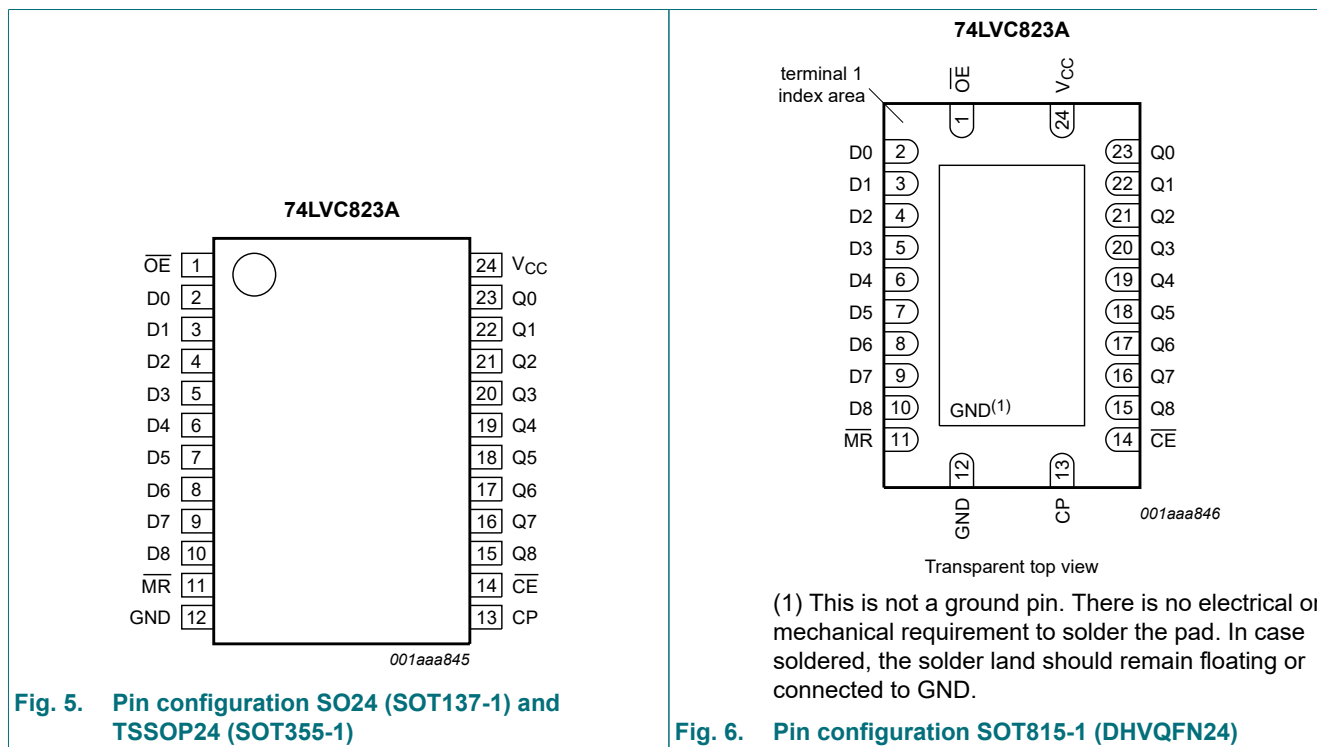 74LVC823A
OE 1 24 VCC
D0 2 23 Q0
D1 3 22 Q1
D2 4 21 Q2
D3 5 20 Q3
D4 6 19 Q4
D5 7 18 Q5
D6 8 17 Q6
D7 9 16 Q7
D8 10 15 Q8
MR 11 14 CE
GND 12 13 CP
001aaa845
Fig. 5. Pin configuration SO24 (SOT137-1) and
TSSOP24 (SOT355-1)
74LVC823A
terminal 1
index area
OE VCC
1 24
D0 2 23 Q0
D1 3 22 Q1
D2 4 21 Q2
D3 5 20 Q3
D4 6 19 Q4
D5 7 18 Q5
D6 8 17 Q6
D7 9 16 Q7
D8 10 GND(1) 15 Q8
MR 11 14 CE
12 13
GND CP
001aaa846
Transparent top view
(1) This is not a ground pin. There is no electrical or
mechanical requirement to solder the pad. In case
soldered, the solder land should remain floating or
connected to GND.
Fig. 6. Pin configuration SOT815-1 (DHVQFN24)